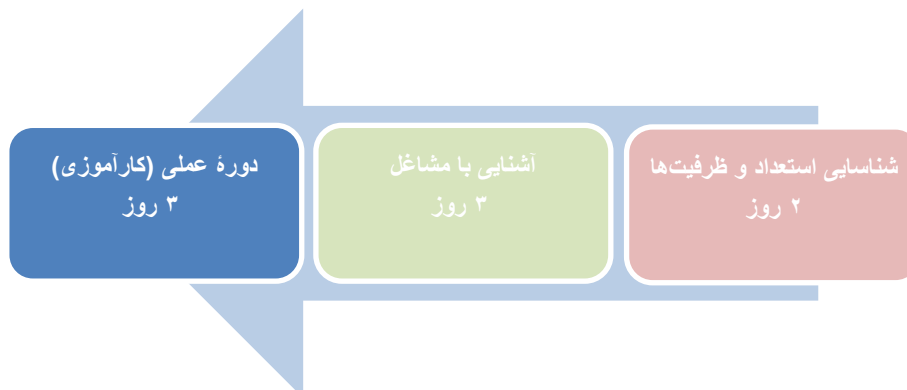 شناسایی استعداد و ظرفیت‌ها
۲ روز
آشنایی با مشاغل
۳ روز
دورهٔ عملی (کارآموزی)
۳ روز